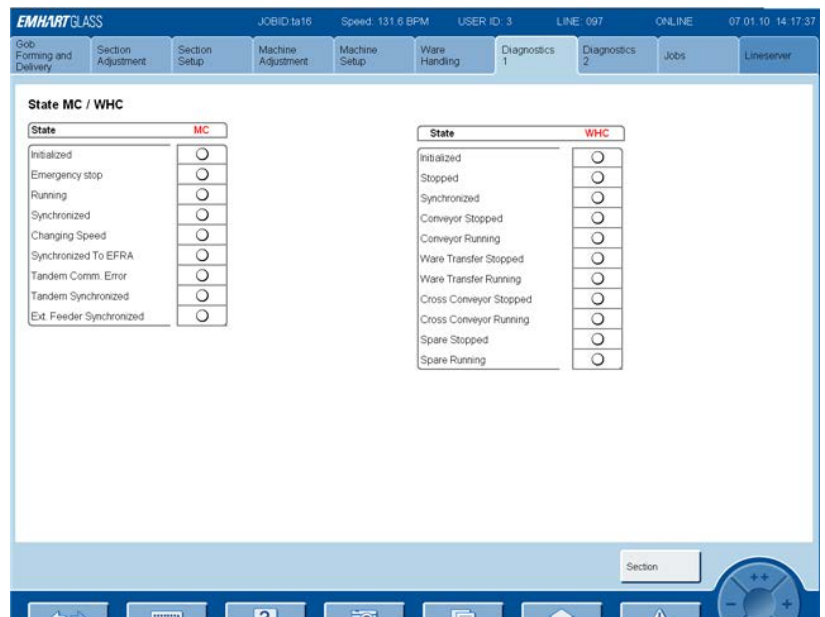 EMHARTGLASS JOBID:ta16 Speed: 131.6 BPM USER ID: 3 LINE: 097 ONLINE 07.01.10 14:17:37
Gob Forming and Delivery
Section Adjustment
Section Setup
Machine Adjustment
Machine Setup
Ware Handling
Diagnostics 1
Diagnostics 2
Jobs
Lineserver
State MC / WHC
State MC
Initialized
Emergency stop
Running
Synchronized
Changing Speed
Synchronized To EFRA
Tandem Comm. Error
Tandem Synchronized
Ext. Feeder Synchronized
State WHC
Initialized
Stopped
Synchronized
Conveyor Stopped
Conveyor Running
Ware Transfer Stopped
Ware Transfer Running
Cross Conveyor Stopped
Cross Conveyor Running
Spare Stopped
Spare Running
Section
++
- +
?